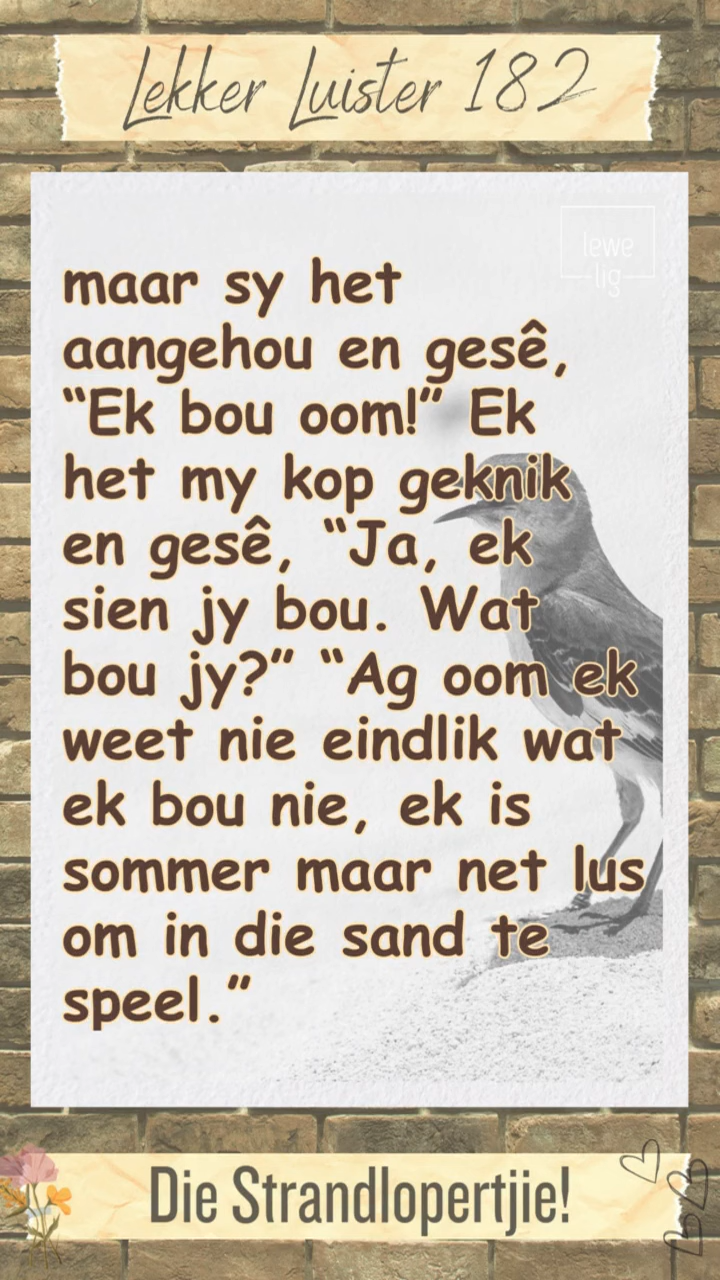 Lekker Luister 182
lewe
lig
maar sy het
aangehou en gesê,
“Ek bou oom!” Ek
het my kop geknik
en gesê, “Ja, ek
sien jy bou. Wat
bou jy?” “Ag oom ek
weet nie eindlik wat
ek bou nie, ek is
sommer maar net lus
om in die sand te
speel.”
Die Strandlopertjie!